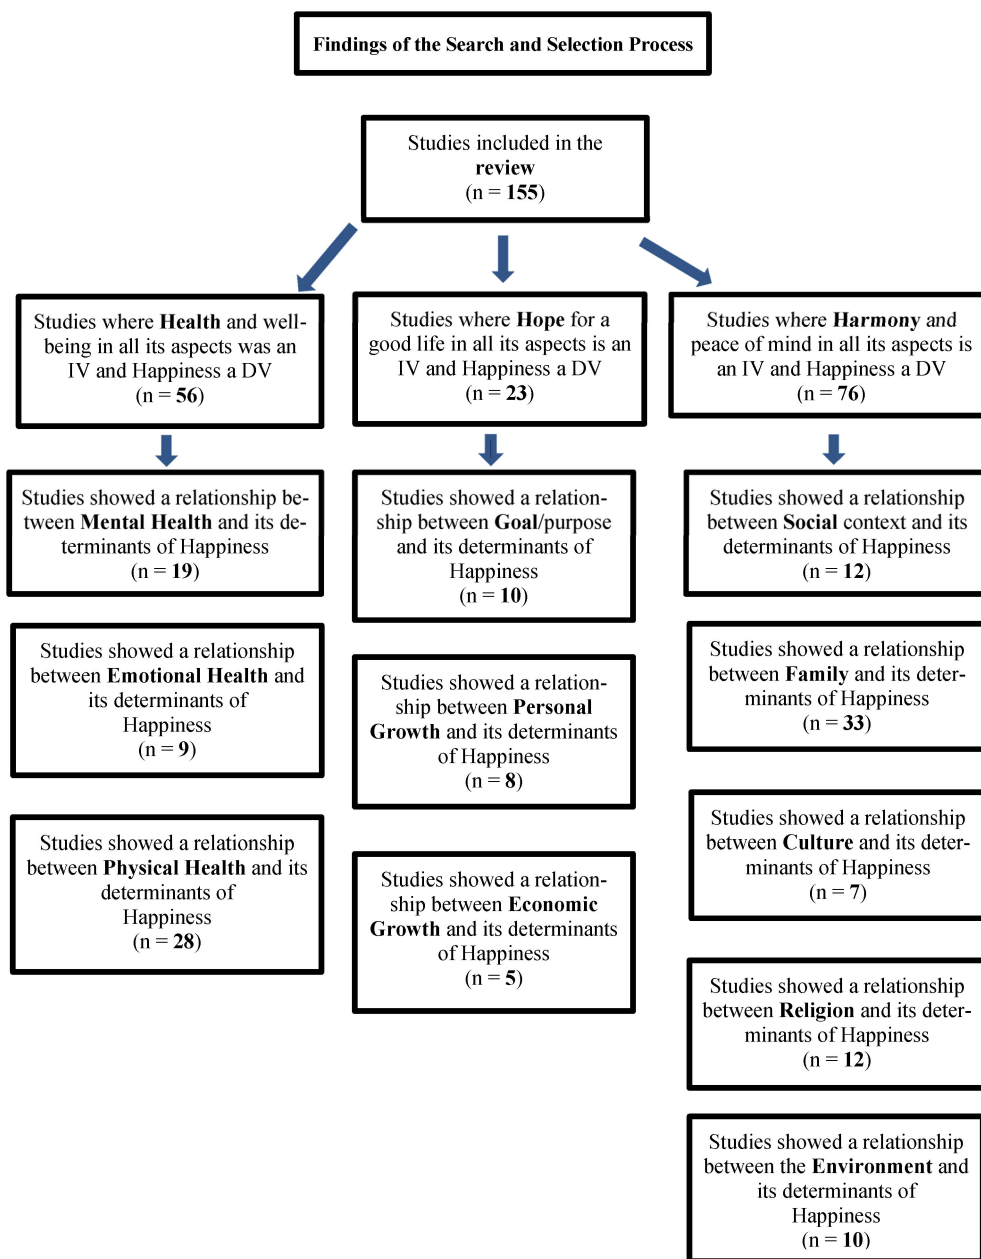 Findings of the Search and Selection Process
Studies included in the
review
(n = 155)
Studies where Health and well-
being in all its aspects was an
IV and Happiness a DV
(n = 56)
Studies where Hope for a
good life in all its aspects is an
IV and Happiness a DV
(n = 23)
Studies where Harmony and
peace of mind in all its aspects is
an IV and Happiness a DV
(n = 76)
Studies showed a relationship be-
tween Mental Health and its de-
terminants of Happiness
(n = 19)
Studies showed a relationship
between Emotional Health and
its determinants of
Happiness
(n = 9)
Studies showed a relationship
between Physical Health and its
determinants of
Happiness
(n = 28)
Studies showed a relation-
ship between Goal/purpose
and its determinants of
Happiness
(n = 10)
Studies showed a relation-
ship between Personal
Growth and its determinants
of Happiness
(n = 8)
Studies showed a relation-
ship between Economic
Growth and its determinants
of Happiness
(n = 5)
Studies showed a relationship
between Social context and its
determinants of Happiness
(n = 12)
Studies showed a relationship
between Family and its deter-
minants of Happiness
(n = 33)
Studies showed a relationship
between Culture and its deter-
minants of Happiness
(n = 7)
Studies showed a relationship
between Religion and its deter-
minants of Happiness
(n = 12)
Studies showed a relationship
between the Environment and
its determinants of
Happiness
(n = 10)